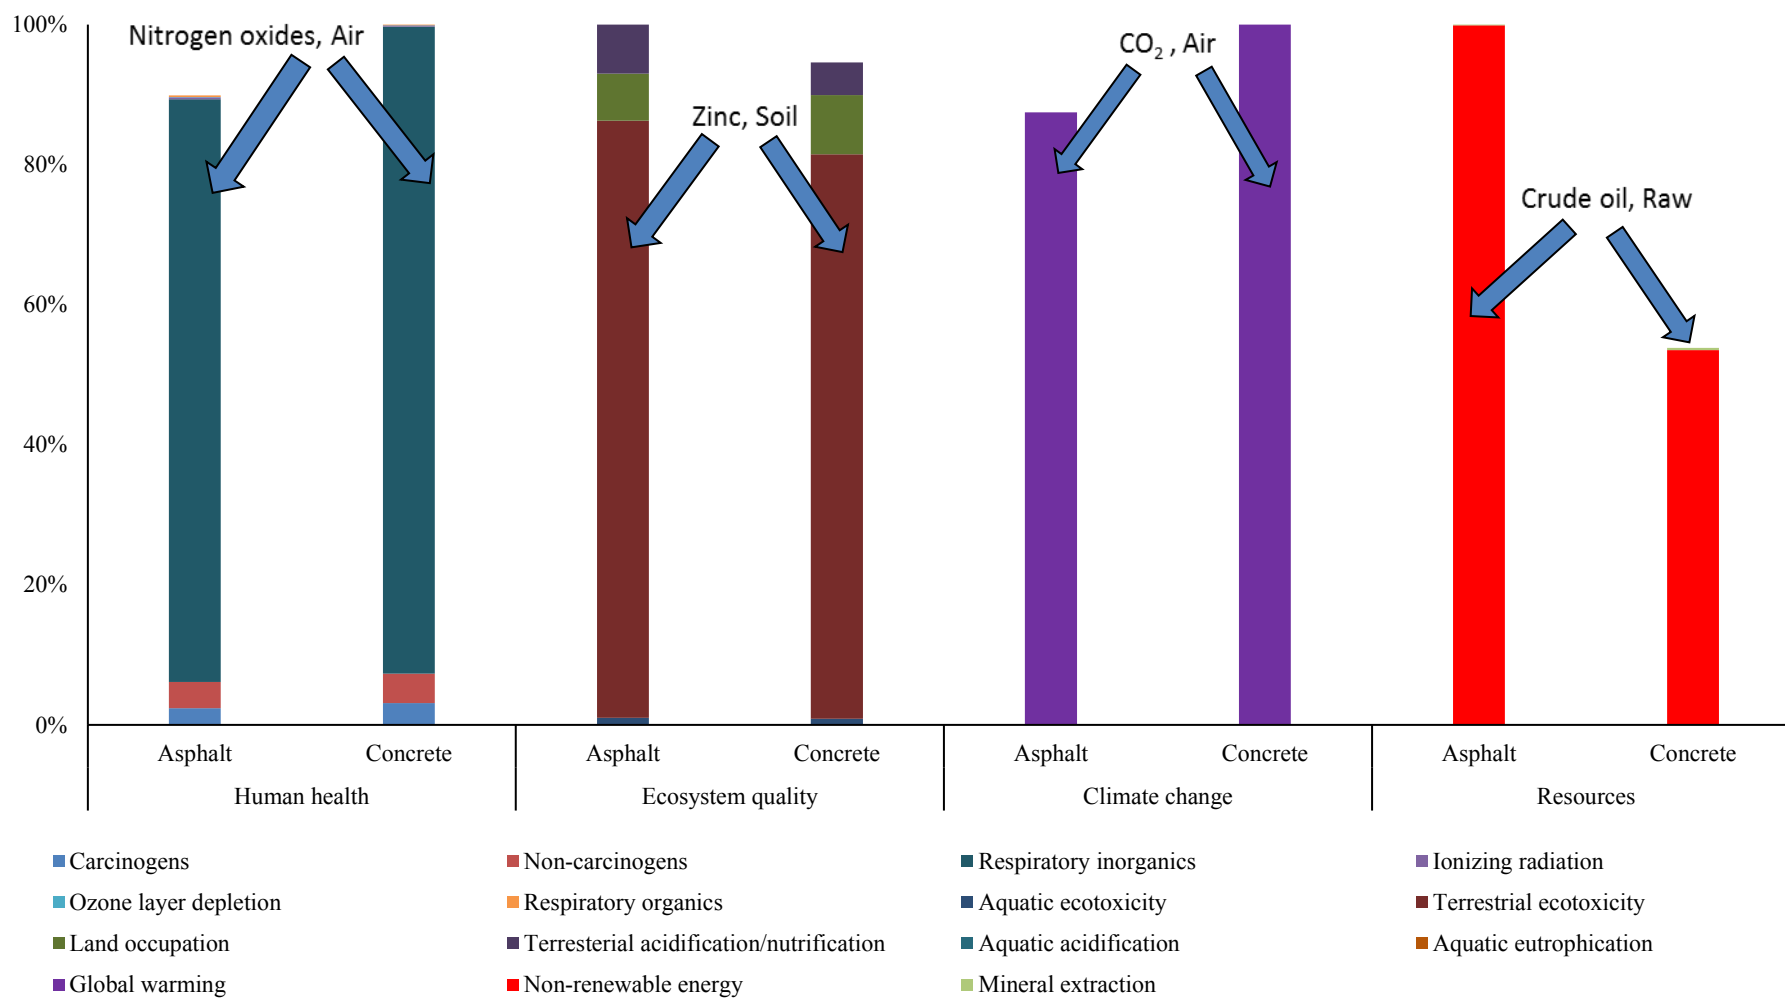 100%
Nitrogen oxides, Air
CO₂ , Air
Zinc, Soil
80%
Crude oil, Raw
60%
40%
20%
0%
Asphalt Concrete Asphalt Concrete Asphalt Concrete Asphalt Concrete
Human health Ecosystem quality Climate change Resources
Carcinogens Non-carcinogens Respiratory inorganics Ionizing radiation
Ozone layer depletion Respiratory organics Aquatic ecotoxicity Terrestrial ecotoxicity
Land occupation Terresterial acidification/nutrification Aquatic acidification Aquatic eutrophication
Global warming Non-renewable energy Mineral extraction